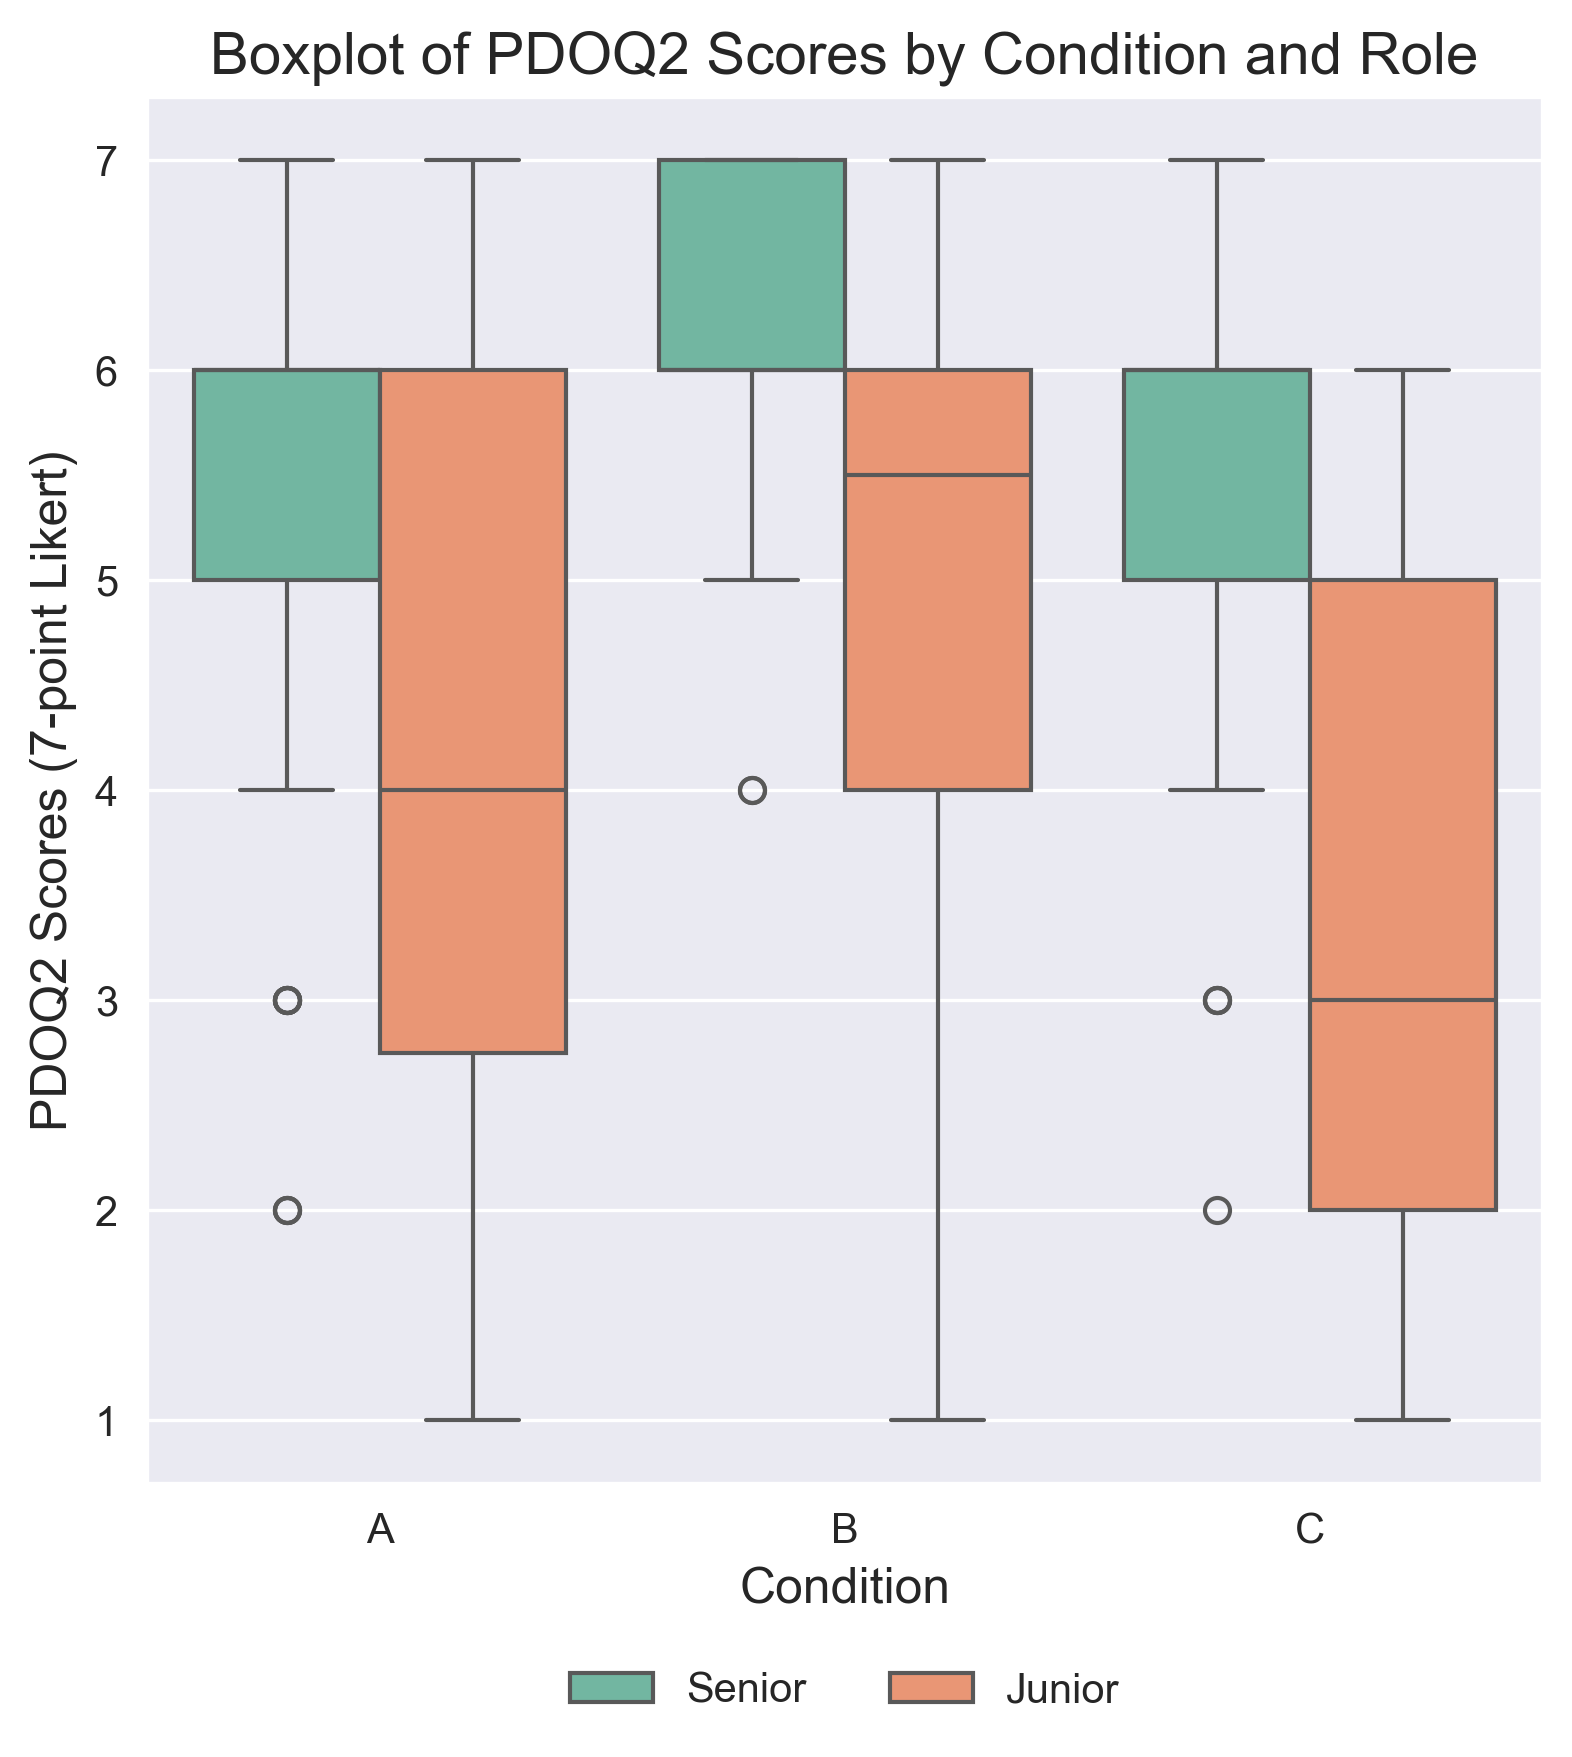 Boxplot of PDOQ2 Scores by Condition and Role
PDOQ2 Scores (7-point Likert)
7
6
5
4
3
2
1
A
B
C
Condition
Senior
Junior